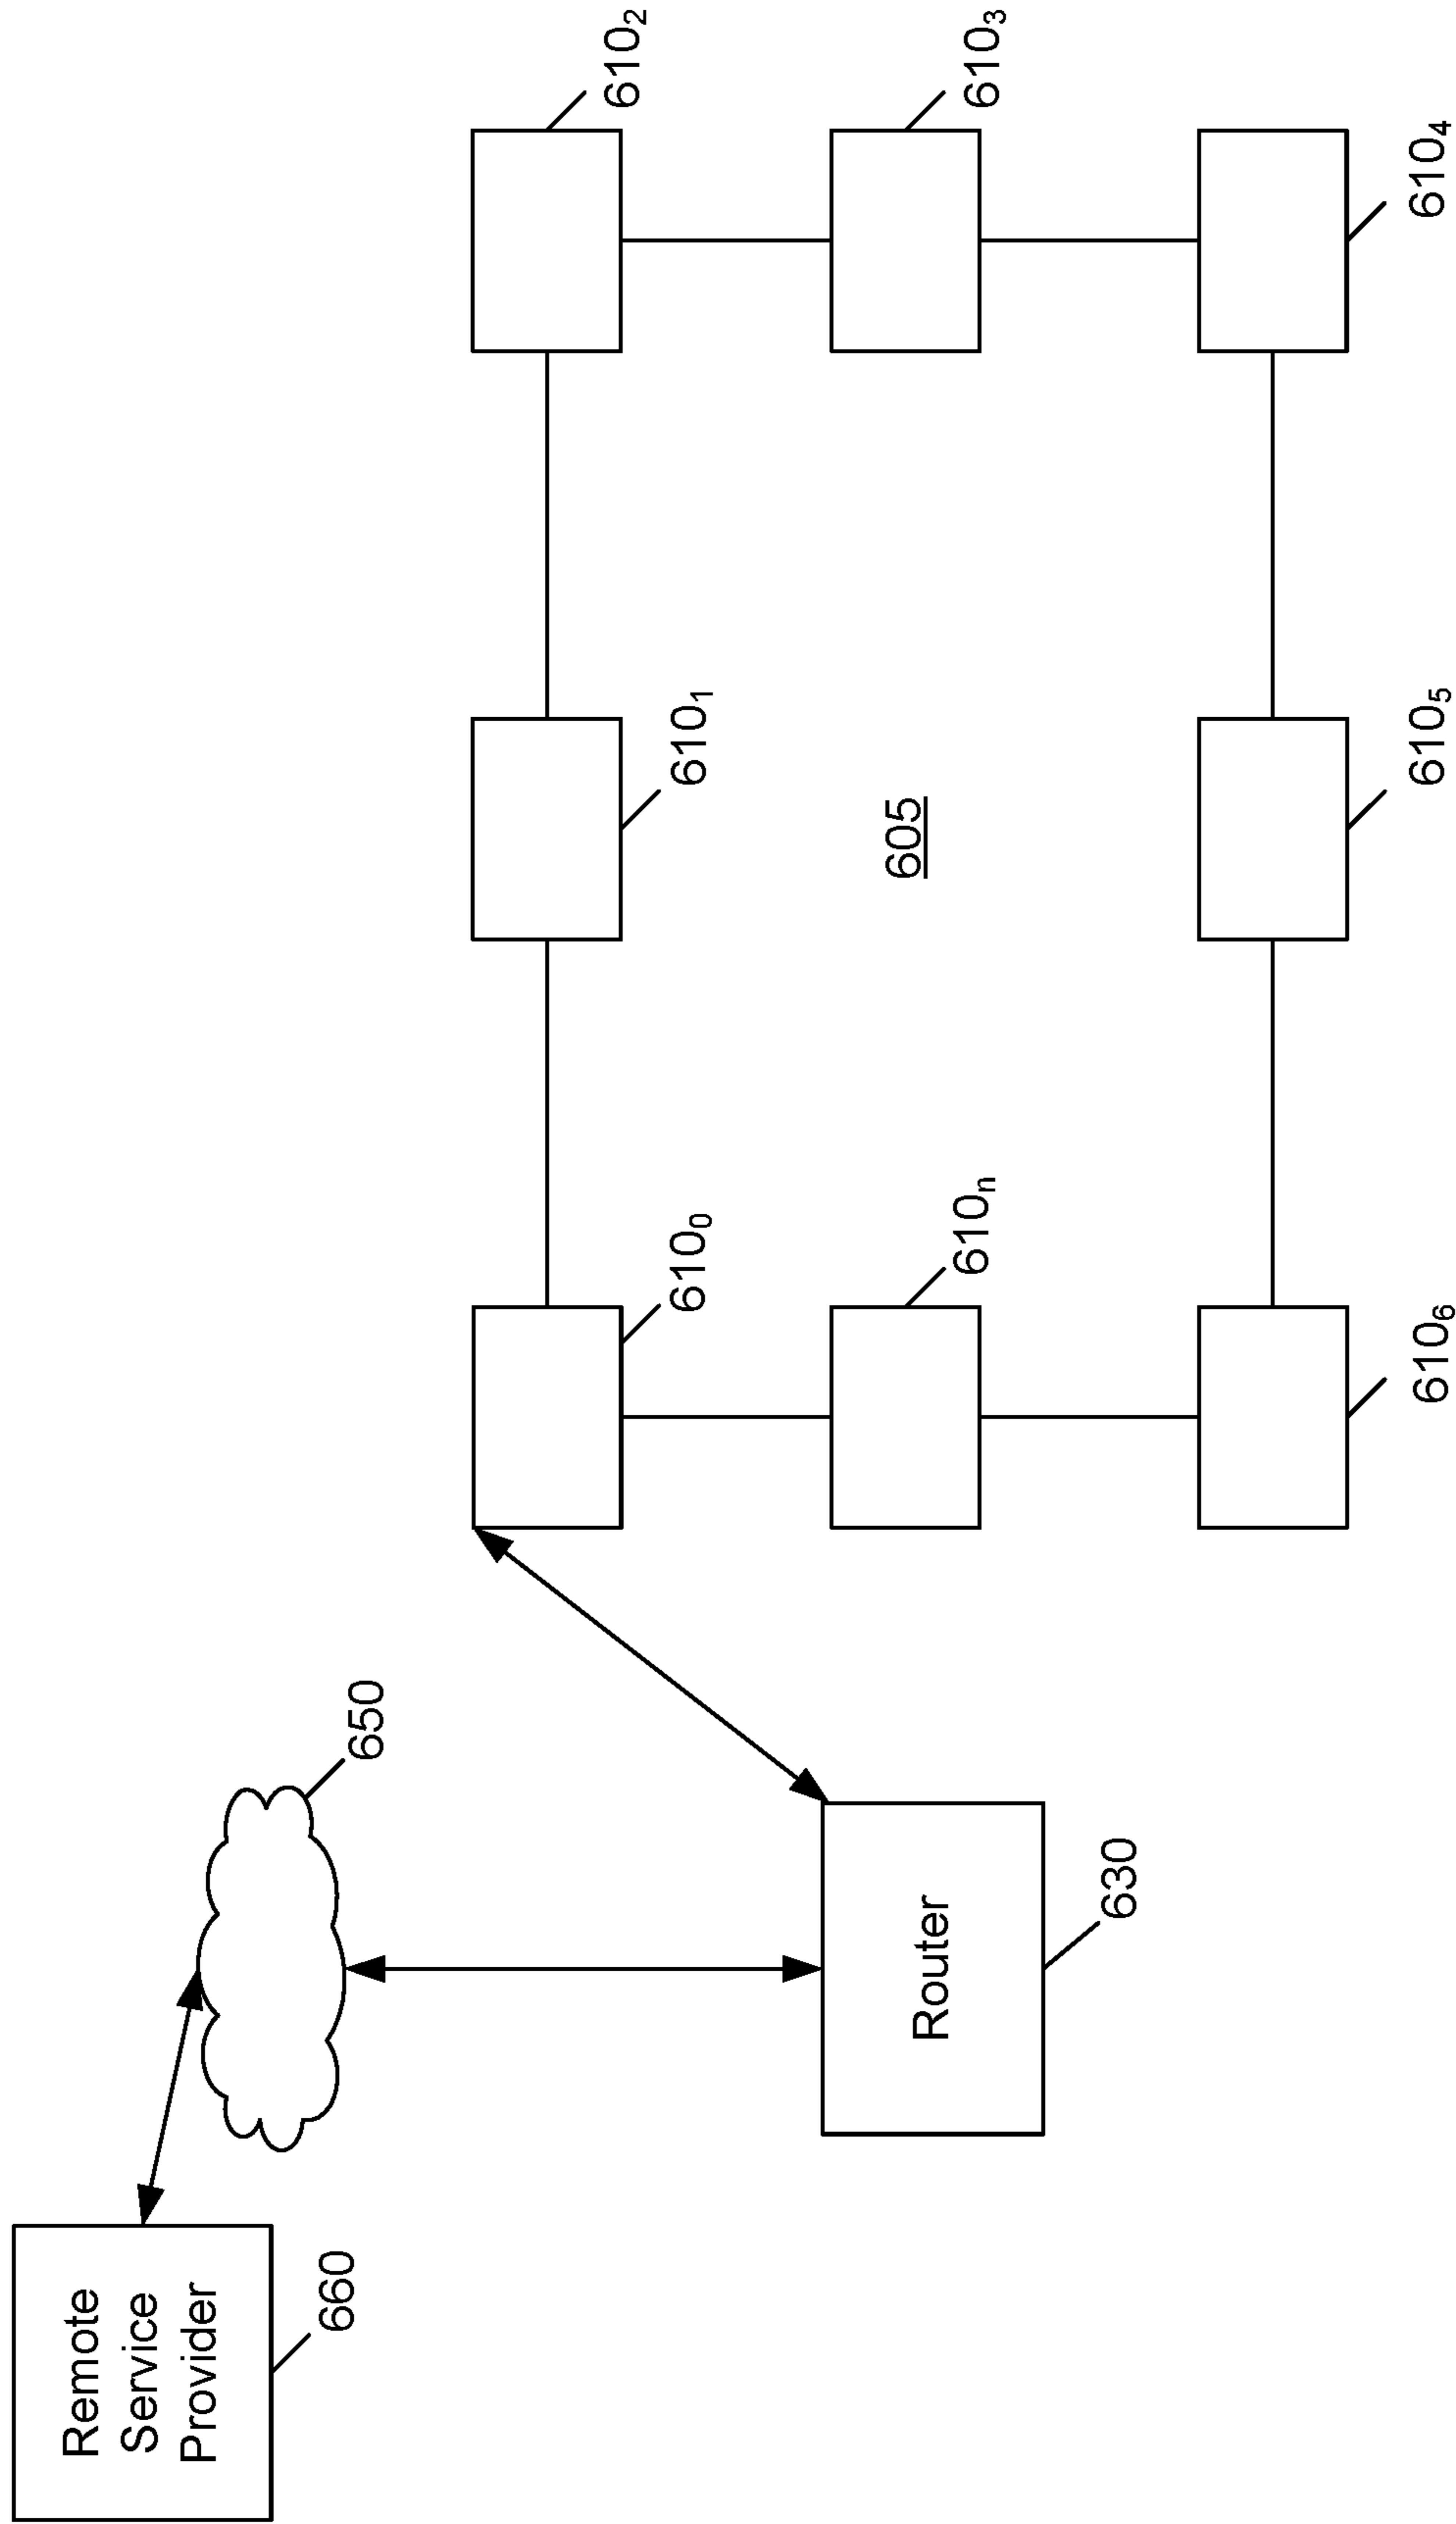 Remote
Service
Provider
660
650
Router
630
610₀
610₁
610₂
610ₙ
605
610₃
610₆
610₅
610₄